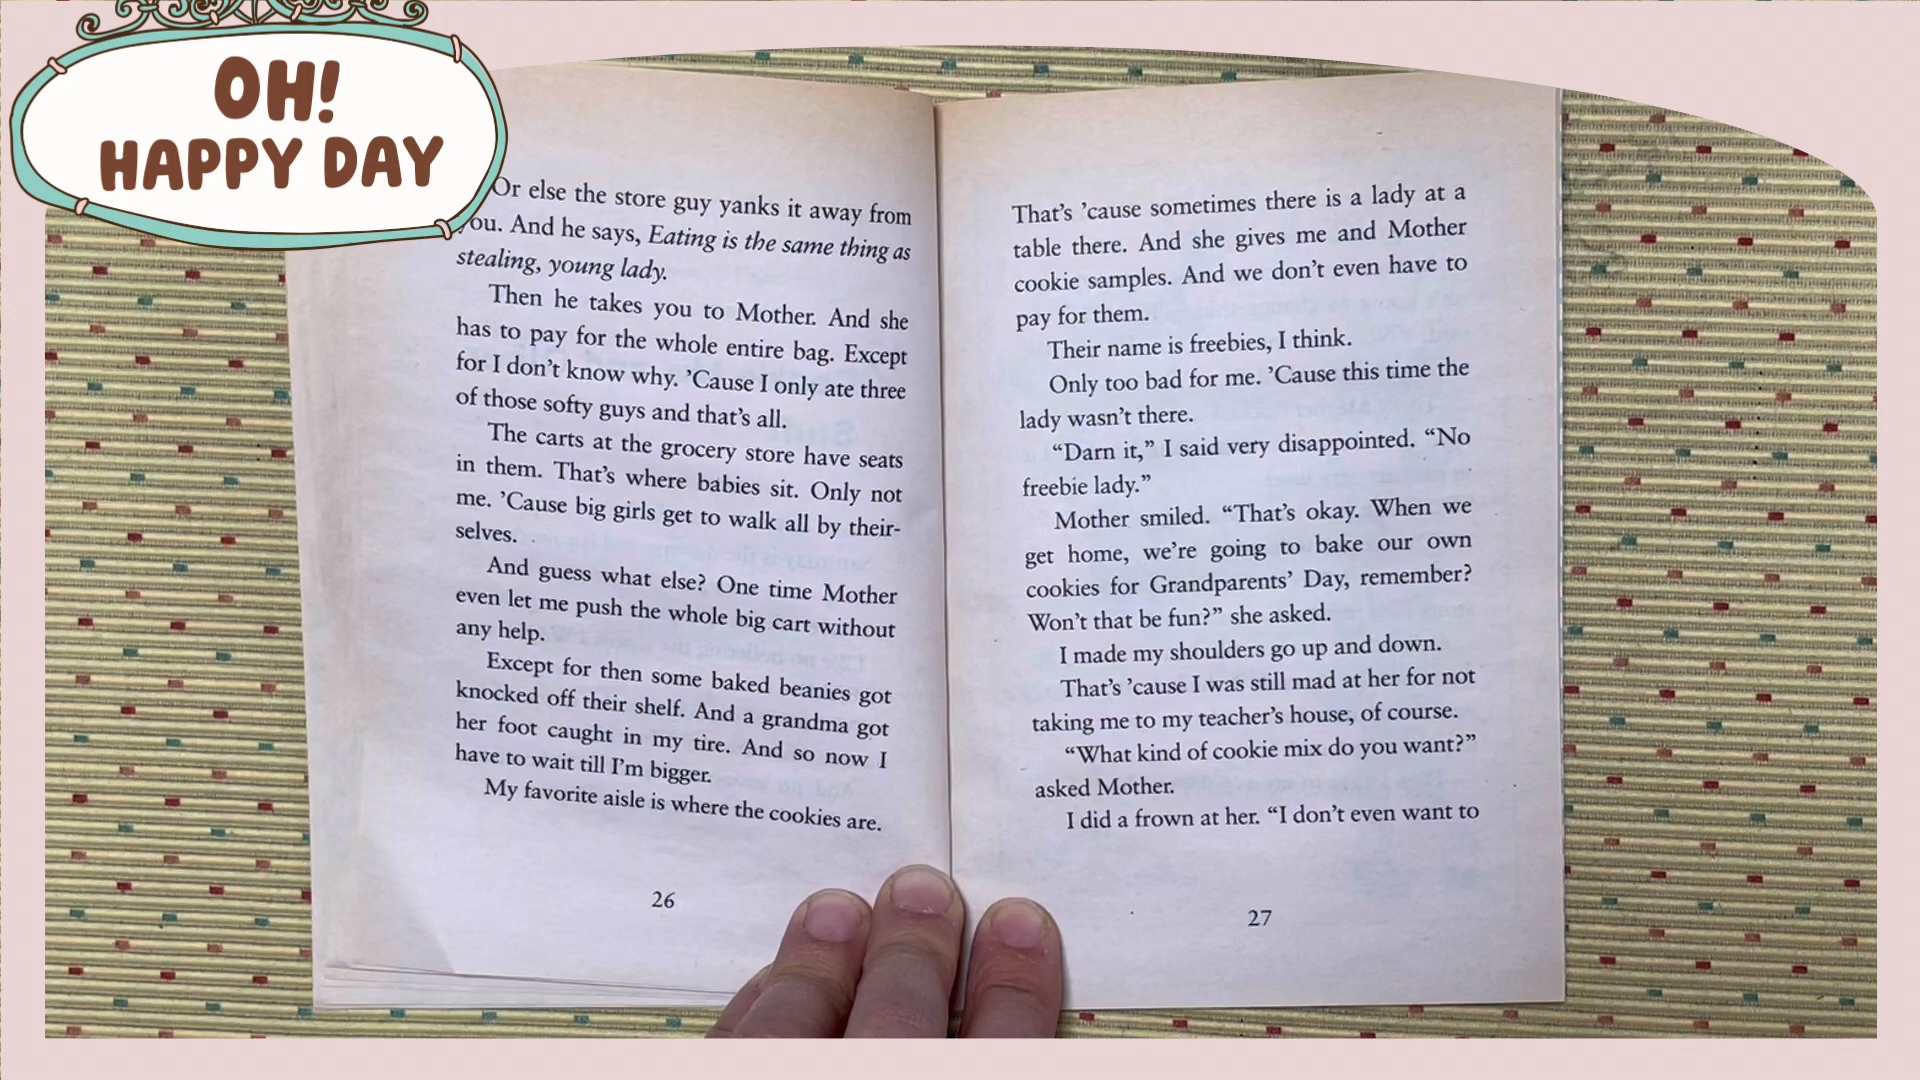 OH!
HAPPY DAY
Or else the store guy yanks it away from
you. And he says, Eating is the same thing as
stealing, young lady.
Then he takes you to Mother. And she
has to pay for the whole entire bag. Except
for I don't know why. 'Cause I only ate three
of those softy guys and that's all.
The carts at the grocery store have seats
in them. That's where babies sit. Only not
me. 'Cause big girls get to walk all by their-
selves.
And guess what else? One time Mother
even let me push the whole big cart without
any help.
Except for then some baked beanies got
knocked off their shelf. And a grandma got
her foot caught in my tire. And so now I
have to wait till I'm bigger.
My favorite aisle is where the cookies are.
26
That's 'cause sometimes there is a lady at a
table there. And she gives me and Mother
cookie samples. And we don't even have to
pay for them.
Their name is freebies, I think.
Only too bad for me. 'Cause this time the
lady wasn't there.
“Darn it,” I said very disappointed. “No
freebie lady.”
Mother smiled. “That's okay. When we
get home, we're going to bake our own
cookies for Grandparents' Day, remember?
Won't that be fun?” she asked.
I made my shoulders go up and down.
That's 'cause I was still mad at her for not
taking me to my teacher's house, of course.
“What kind of cookie mix do you want?”
asked Mother.
I did a frown at her. “I don't even want to
27